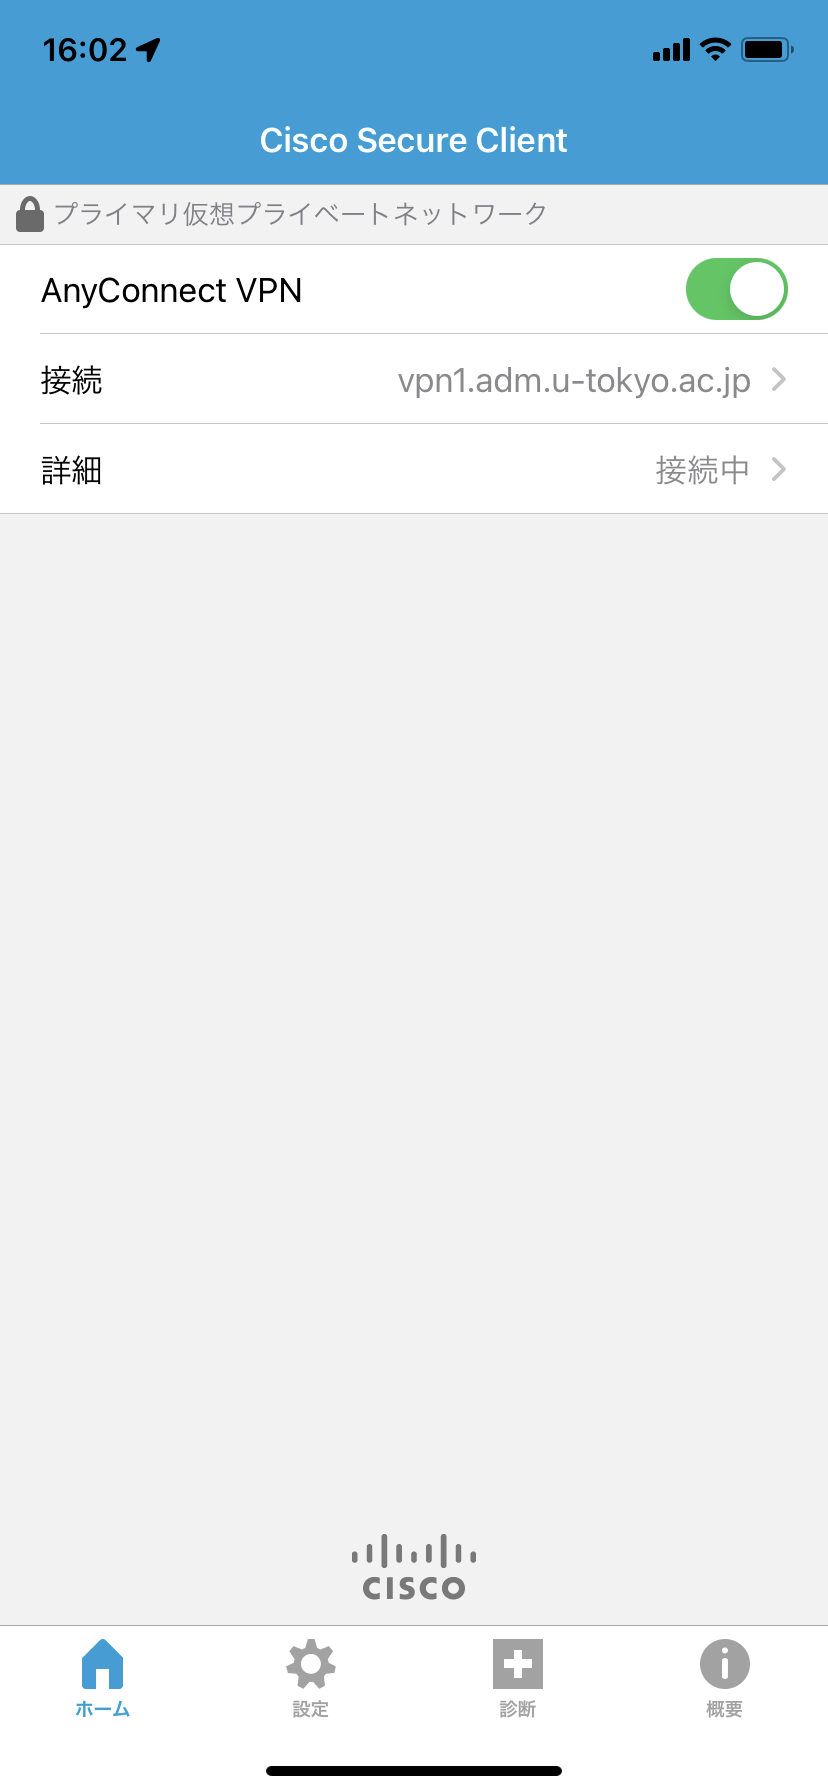 16:02
Cisco Secure Client
プライマリ仮想プライベートネットワーク
AnyConnect VPN
接続 vpn1.adm.u-tokyo.ac.jp
詳細 接続中
CISCO
ホーム 設定 診断 概要